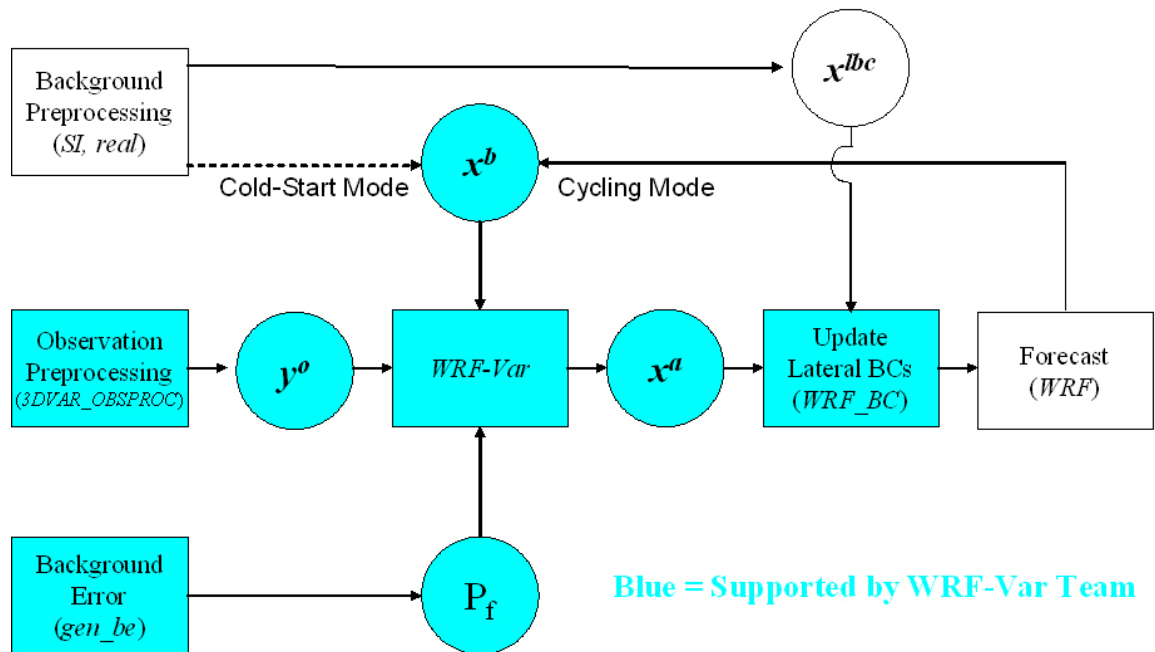 Background
Preprocessing
(SI, real)
x^lbc
x^b
Cold-Start Mode
Cycling Mode
Observation
Preprocessing
(3DVAR_OBSPROC)
y^o
WRF-Var
x^a
Update
Lateral BCs
(WRF_BC)
Forecast
(WRF)
Background
Error
(gen_be)
P_f
Blue = Supported by WRF-Var Team